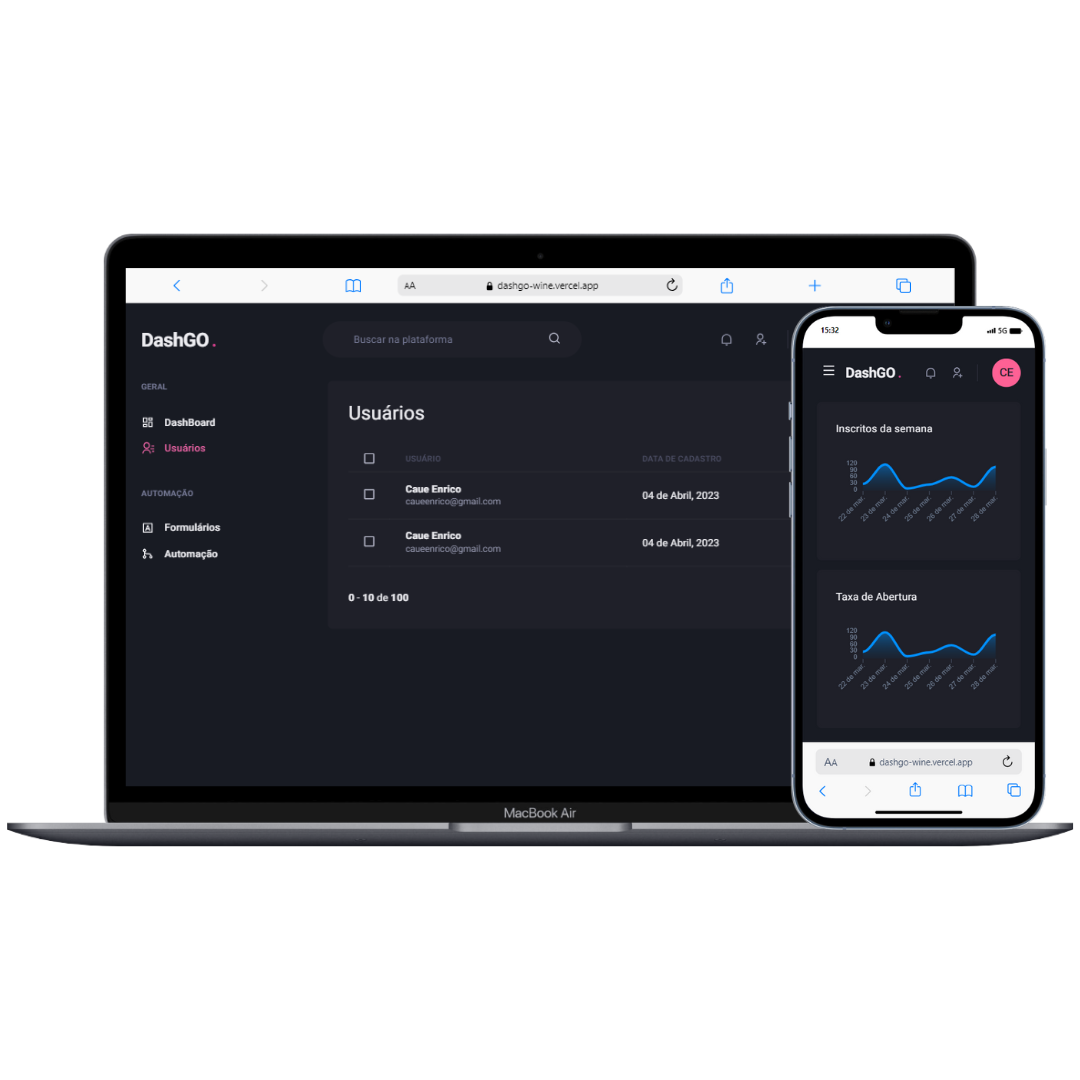 AA dashgo-wine.vercel.app
DashGO.
Buscar na plataforma
GERAL
DashBoard
Usuários
AUTOMAÇÃO
Formulários
Automação
Usuários
USUÁRIO DATA DE CADASTRO
Caue Enrico
caueenrico@gmail.com
04 de Abril, 2023
Caue Enrico
caueenrico@gmail.com
04 de Abril, 2023
0 - 10 de 100
MacBook Air
15:32 5G
DashGO. CE
Inscritos da semana
120
90
60
30
0
22 de mar. 23 de mar. 24 de mar. 25 de mar. 26 de mar. 27 de mar. 28 de mar.
Taxa de Abertura
120
90
60
30
0
22 de mar. 23 de mar. 24 de mar. 25 de mar. 26 de mar. 27 de mar. 28 de mar.
AA dashgo-wine.vercel.app